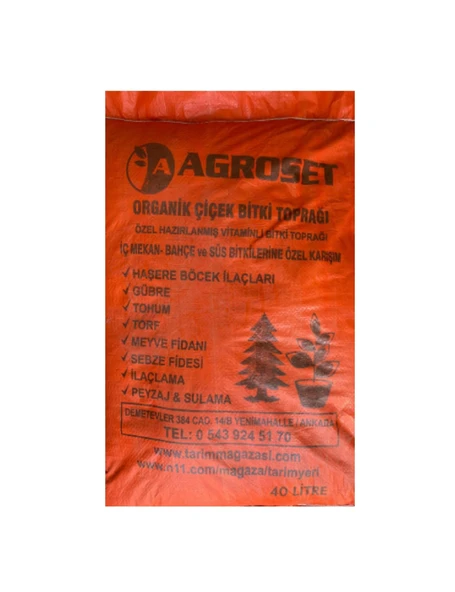 A AGROSET
ORGANİK ÇİÇEK BİTKİ TOPRAĞI
ÖZEL HAZIRLANMIŞ VİTAMİNLİ BİTKİ TOPRAĞI
İÇ MEKAN- BAHÇE ve SÜS BİTKİLERİNE ÖZEL KARIŞIM
✓ HAŞERE BÖCEK İLAÇLARI
✓ GÜBRE
✓ TOHUM
✓ TORF
✓ MEYVE FİDANI
✓ SEBZE FİDESİ
✓ İLAÇLAMA
✓ PEYZAJ & SULAMA
DEMETEVLER 384 CAD. 14/B YENİMAHALLE / ANKARA
TEL: 0 543 924 51 70
www.tarimmagazasi.com
www.n11.com/magaza/tarimyeri
40 LİTRE